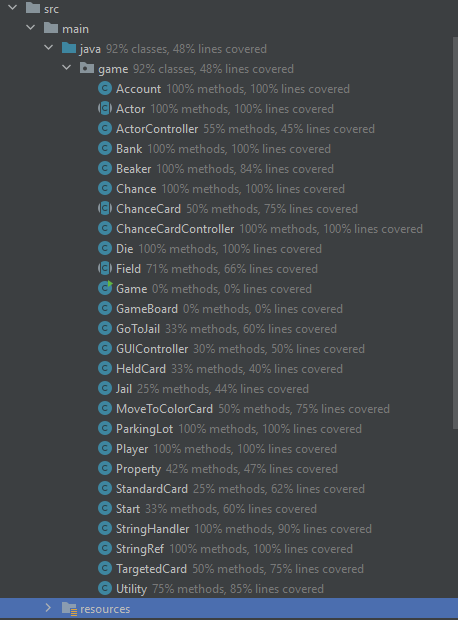 src
main
java 92% classes, 48% lines covered
game 92% classes, 48% lines covered
Account 100% methods, 100% lines covered
Actor 100% methods, 100% lines covered
ActorController 55% methods, 45% lines covered
Bank 100% methods, 100% lines covered
Beaker 100% methods, 84% lines covered
Chance 100% methods, 100% lines covered
ChanceCard 50% methods, 75% lines covered
ChanceCardController 100% methods, 100% lines covered
Die 100% methods, 100% lines covered
Field 71% methods, 66% lines covered
Game 0% methods, 0% lines covered
GameBoard 0% methods, 0% lines covered
GoToJail 33% methods, 60% lines covered
GUIController 30% methods, 50% lines covered
HeldCard 33% methods, 40% lines covered
Jail 25% methods, 44% lines covered
MoveToColorCard 50% methods, 75% lines covered
ParkingLot 100% methods, 100% lines covered
Player 100% methods, 100% lines covered
Property 42% methods, 47% lines covered
StandardCard 25% methods, 62% lines covered
Start 33% methods, 60% lines covered
StringHandler 100% methods, 90% lines covered
StringRef 100% methods, 100% lines covered
TargetedCard 50% methods, 75% lines covered
Utility 75% methods, 85% lines covered
resources